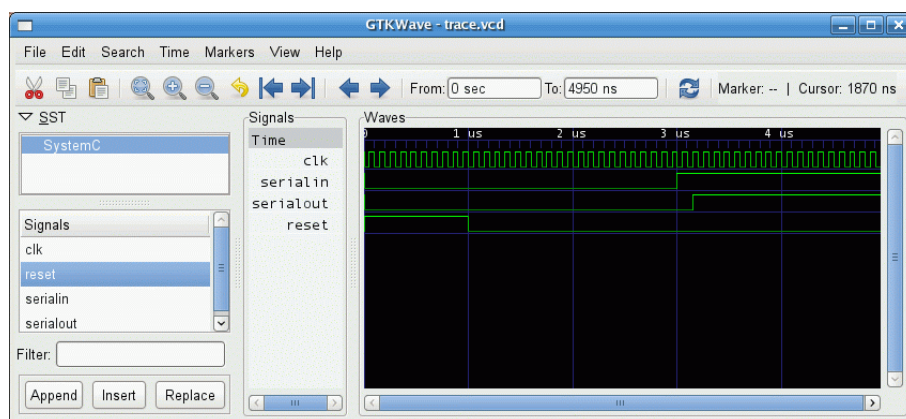 GTKWave - trace.vcd
File Edit Search Time Markers View Help
From: 0 sec To: 4950 ns Marker: -- | Cursor: 1870 ns
SST
SystemC
Signals
clk
reset
serialin
serialout
Filter:
Append Insert Replace
Signals
Time
clk
serialin
serialout
reset
Waves
0 1 us 2 us 3 us 4 us